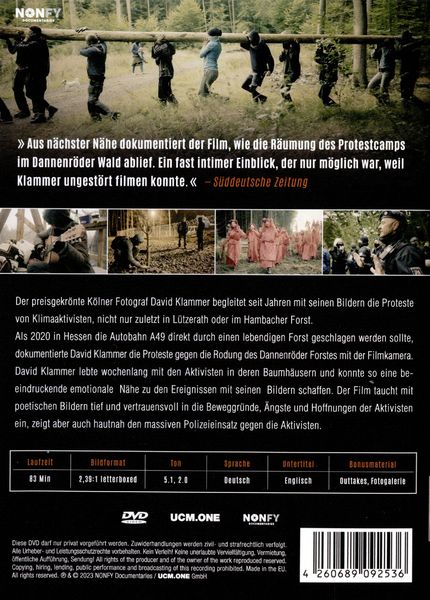 NONFY
DOCUMENTARIES
» Aus nächster Nähe dokumentiert der Film, wie die Räumung des Protestcamps
im Dannenröder Wald ablief. Ein fast intimer Einblick, der nur möglich war, weil
Klammer ungestört filmen konnte. « – Süddeutsche Zeitung
Der preisgekrönte Kölner Fotograf David Klammer begleitet seit Jahren mit seinen Bildern die Proteste
von Klimaaktivisten, nicht nur zuletzt in Lützerath oder im Hambacher Forst.
Als 2020 in Hessen die Autobahn A49 direkt durch einen lebendigen Forst geschlagen werden sollte,
dokumentierte David Klammer die Proteste gegen die Rodung des Dannenröder Forstes mit der Filmkamera.
David Klammer lebte wochenlang mit den Aktivisten in deren Baumhäusern und konnte so eine be-
eindruckende emotionale Nähe zu den Ereignissen mit seinen Bildern schaffen. Der Film taucht mit
poetischen Bildern tief und vertrauensvoll in die Beweggründe, Ängste und Hoffnungen der Aktivisten
ein, zeigt aber auch hautnah den massiven Polizeieinsatz gegen die Aktivisten.
Laufzeit Bildformat Ton Sprache Untertitel Bonusmaterial
83 Min 2,39:1 letterboxed 5.1, 2.0 Deutsch Englisch Outtakes, Fotogalerie
DVD VIDEO UCM.ONE NONFY DOCUMENTARIES
Diese DVD darf nur privat vorgeführt werden. Zuwiderhandlungen werden zivil- und strafrechtlich verfolgt.
Alle Urheber- und Leistungsschutzrechte vorbehalten. Kein Verleih! Keine unerlaubte Vervielfältigung, Vermietung,
öffentliche Aufführung, Sendung! All rights of the producer and of the owner of the work reproduced.
Copying, hiring, lending, public performance and broadcasting of this recording prohibited. Made in the EU.
All rights reserved. ℗ & © 2023 NONFY Documentaries / UCM.ONE GmbH
4 260689 092536